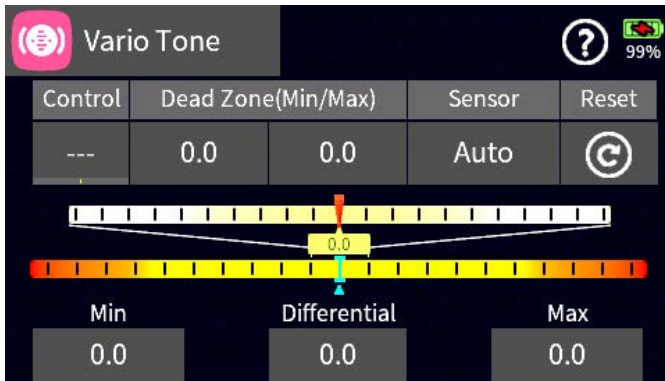 Vario Tone
?
99%
Control Dead Zone(Min/Max) Sensor Reset
--- 0.0 0.0 Auto
0.0
Min Differential Max
0.0 0.0 0.0